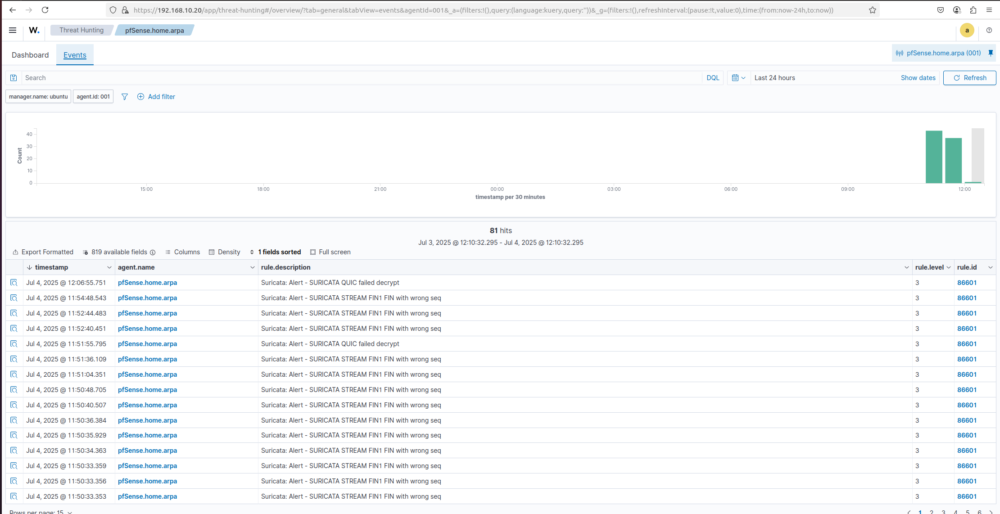 https://192.168.10.20/app/threat-hunting#/overview/?tab=general&tabView=events&agentId=001&_a=(filters:!(),query:(language:kuery,query:''))&_g=(filters:!(),refreshInterval:(pause:!t,value:0),time:(from:now-24h,to:now))
W. Threat Hunting pfSense.home.arpa a
Dashboard Events pfSense.home.arpa (001)
Search DQL Last 24 hours Show dates Refresh
manager.name: ubuntu agent.id: 001 Add filter
40
30
20
10
0
Count
15:00 18:00 21:00 00:00 03:00 06:00 09:00 12:00
timestamp per 30 minutes
81 hits
Jul 3, 2025 @ 12:10:32.295 - Jul 4, 2025 @ 12:10:32.295
Export Formatted 819 available fields Columns Density 1 fields sorted Full screen
timestamp agent.name rule.description rule.level rule.id
Jul 4, 2025 @ 12:06:55.751 pfSense.home.arpa Suricata: Alert - SURICATA QUIC failed decrypt 3 86601
Jul 4, 2025 @ 11:54:48.543 pfSense.home.arpa Suricata: Alert - SURICATA STREAM FIN1 FIN with wrong seq 3 86601
Jul 4, 2025 @ 11:52:44.483 pfSense.home.arpa Suricata: Alert - SURICATA STREAM FIN1 FIN with wrong seq 3 86601
Jul 4, 2025 @ 11:52:40.451 pfSense.home.arpa Suricata: Alert - SURICATA STREAM FIN1 FIN with wrong seq 3 86601
Jul 4, 2025 @ 11:51:55.795 pfSense.home.arpa Suricata: Alert - SURICATA QUIC failed decrypt 3 86601
Jul 4, 2025 @ 11:51:36.109 pfSense.home.arpa Suricata: Alert - SURICATA STREAM FIN1 FIN with wrong seq 3 86601
Jul 4, 2025 @ 11:51:04.351 pfSense.home.arpa Suricata: Alert - SURICATA STREAM FIN1 FIN with wrong seq 3 86601
Jul 4, 2025 @ 11:50:48.705 pfSense.home.arpa Suricata: Alert - SURICATA STREAM FIN1 FIN with wrong seq 3 86601
Jul 4, 2025 @ 11:50:40.507 pfSense.home.arpa Suricata: Alert - SURICATA STREAM FIN1 FIN with wrong seq 3 86601
Jul 4, 2025 @ 11:50:36.384 pfSense.home.arpa Suricata: Alert - SURICATA STREAM FIN1 FIN with wrong seq 3 86601
Jul 4, 2025 @ 11:50:35.929 pfSense.home.arpa Suricata: Alert - SURICATA STREAM FIN1 FIN with wrong seq 3 86601
Jul 4, 2025 @ 11:50:34.363 pfSense.home.arpa Suricata: Alert - SURICATA STREAM FIN1 FIN with wrong seq 3 86601
Jul 4, 2025 @ 11:50:33.359 pfSense.home.arpa Suricata: Alert - SURICATA STREAM FIN1 FIN with wrong seq 3 86601
Jul 4, 2025 @ 11:50:33.356 pfSense.home.arpa Suricata: Alert - SURICATA STREAM FIN1 FIN with wrong seq 3 86601
Jul 4, 2025 @ 11:50:33.353 pfSense.home.arpa Suricata: Alert - SURICATA STREAM FIN1 FIN with wrong seq 3 86601
Rows per page: 15 1 2 3 4 5 6